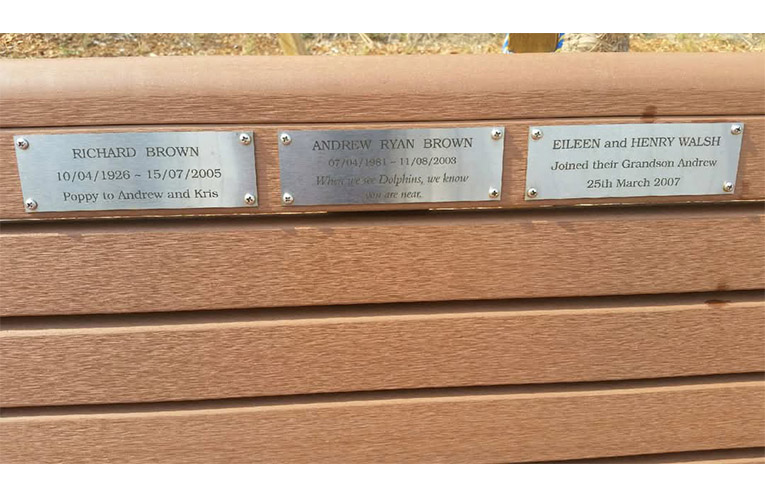 RICHARD BROWN
10/04/1926 ~ 15/07/2005
Poppy to Andrew and Kris
ANDREW RYAN BROWN
07/04/1981 ~ 11/08/2003
When we see Dolphins, we know
you are near.
EILEEN and HENRY WALSH
Joined their Grandson Andrew
25th March 2007